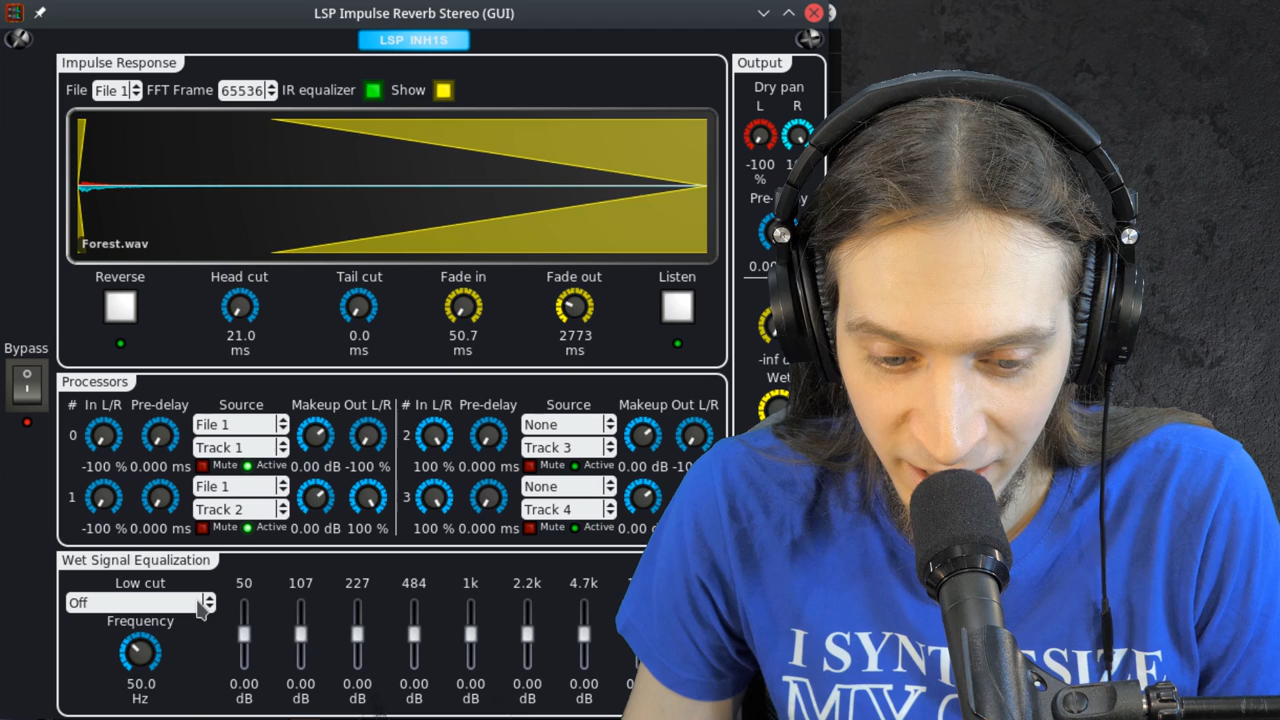 LSP Impulse Reverb Stereo (GUI)
LSP INH1S
Impulse Response
File File 1 FFT Frame 65536 IR equalizer Show
Forest.wav
Reverse Head cut Tail cut Fade in Fade out Listen
21.0 0.0 50.7 2773
ms ms ms ms
Output
Dry pan
L R
-100
%
0.00
Bypass
Processors
# In L/R Pre-delay Source Makeup Out L/R # In L/R Pre-delay Source Makeup Out L/R
0 File 1 2 None
Track 1 Track 3
-100 % 0.000 ms Mute Active 0.00 dB -100 % 100 % 0.000 ms Mute Active 0.00 dB
1 File 1 3 None
Track 2 Track 4
-100 % 0.000 ms Mute Active 0.00 dB 100 % 100 % 0.000 ms Mute Active 0.00
Wet Signal Equalization
Low cut 50 107 227 484 1k 2.2k 4.7k
Off
Frequency
50.0 0.00 0.00 0.00 0.00 0.00 0.00 0.00
Hz dB dB dB dB dB dB dB
-inf
I
MY